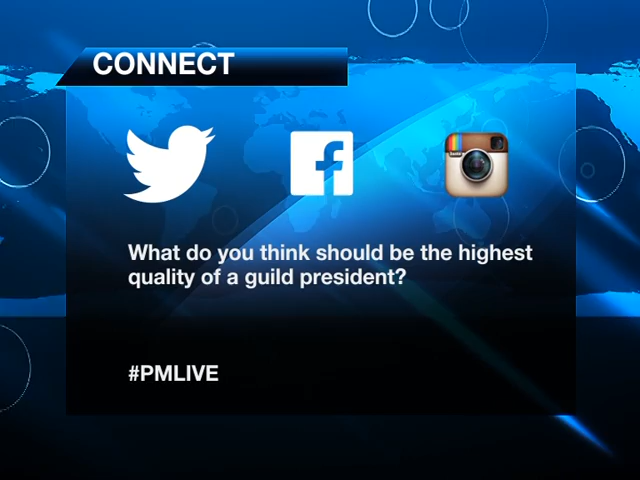 CONNECT
What do you think should be the highest
quality of a guild president?
#PMLIVE